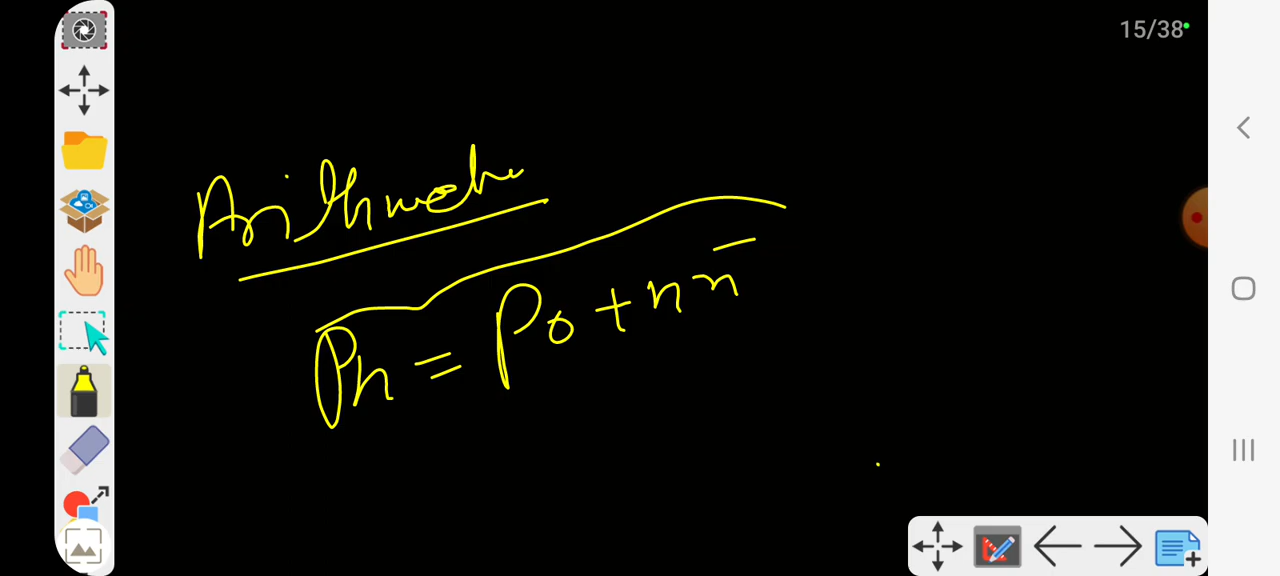 15/38
Arithmetic
Pn = Po + n x̄